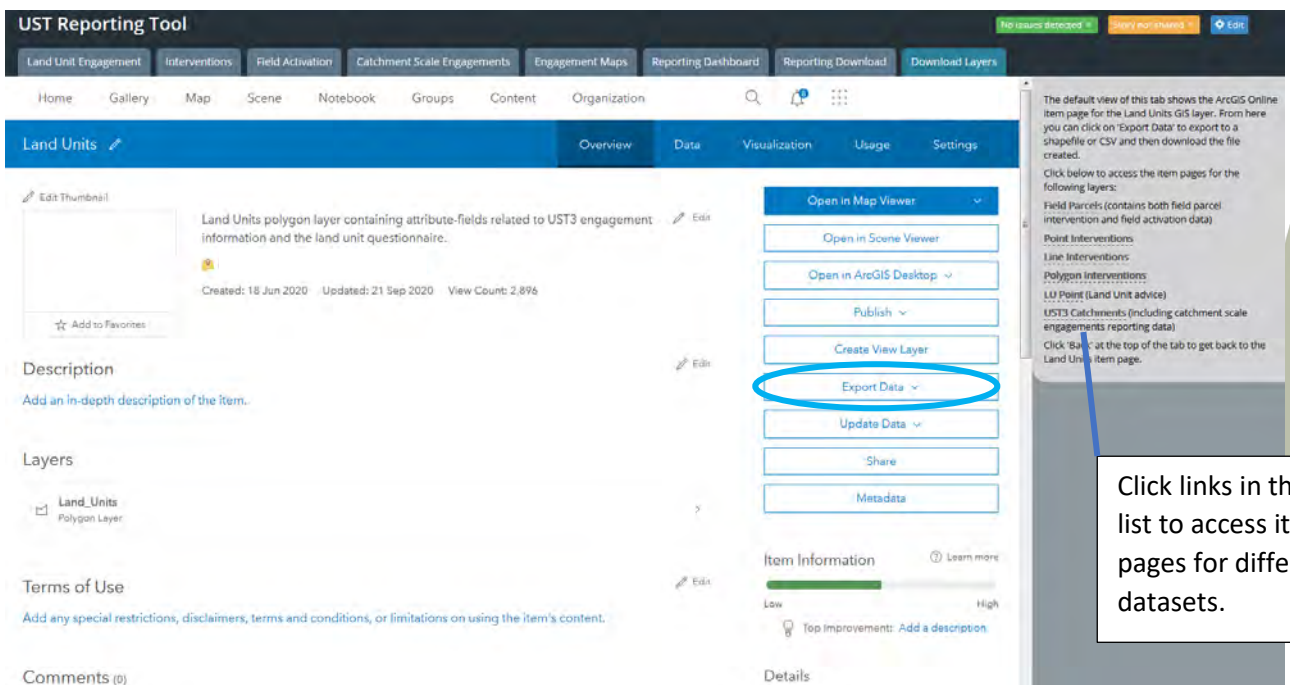 UST Reporting Tool
No issues detected ×
Story not shared ×
Edit
Land Unit Engagement
Interventions
Field Activation
Catchment Scale Engagements
Engagement Maps
Reporting Dashboard
Reporting Download
Download Layers
Home
Gallery
Map
Scene
Notebook
Groups
Content
Organization
Land Units
Overview
Data
Visualization
Usage
Settings
Edit Thumbnail
Add to Favorites
Land Units polygon layer containing attribute-fields related to UST3 engagement
information and the land unit questionnaire.
Edit
Created: 18 Jun 2020 Updated: 21 Sep 2020 View Count: 2,896
Description
Edit
Add an in-depth description of the item.
Layers
Land_Units
Polygon Layer
Terms of Use
Edit
Add any special restrictions, disclaimers, terms and conditions, or limitations on using the item's content.
Comments (0)
Open in Map Viewer
Open in Scene Viewer
Open in ArcGIS Desktop
Publish
Create View Layer
Export Data
Update Data
Share
Metadata
Item Information
Learn more
Low
High
Top Improvement: Add a description
Details
The default view of this tab shows the ArcGIS Online
item page for the Land Units GIS layer. From here
you can click on 'Export Data' to export to a
shapefile or CSV and then download the file
created.
Click below to access the item pages for the
following layers:
Field Parcels (contains both field parcel
intervention and field activation data)
Point Interventions
Line Interventions
Polygon Interventions
LU Point (Land Unit advice)
UST3 Catchments (including catchment scale
engagements reporting data)
Click 'Back' at the top of the tab to get back to the
Land Units item page.
Click links in th
list to access it
pages for diffe
datasets.